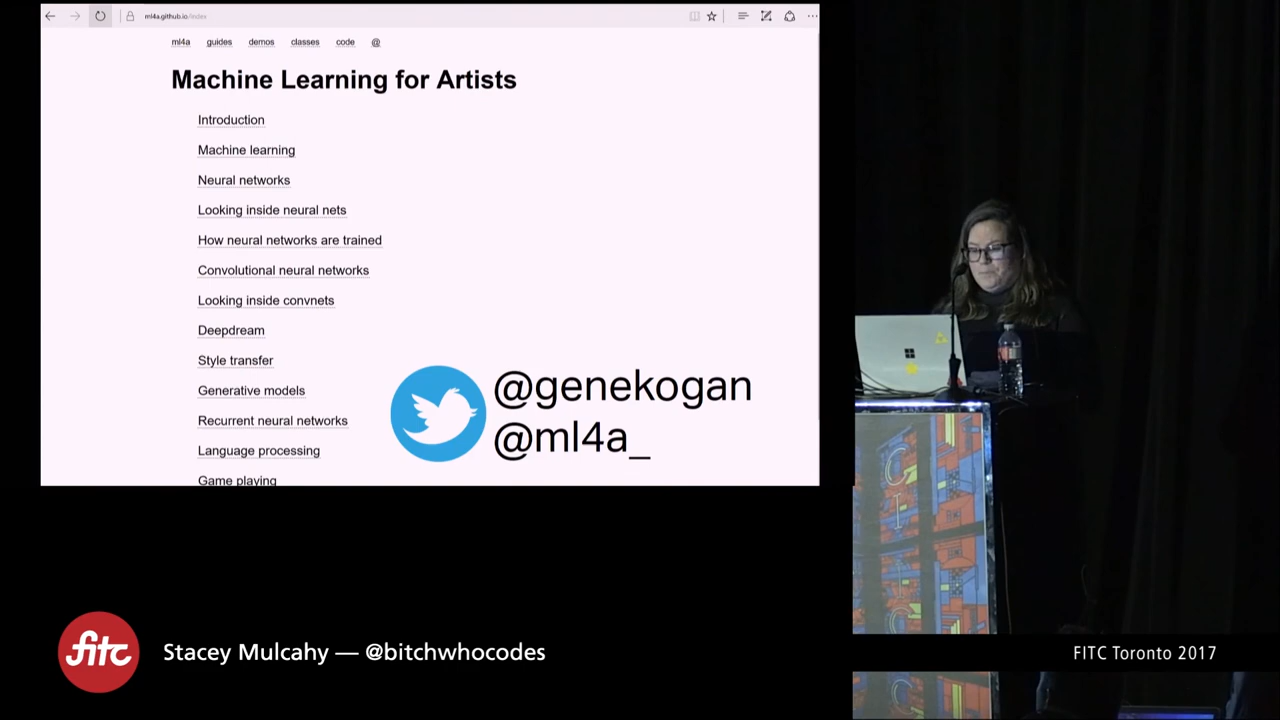 ml4a.github.io/index
ml4a guides demos classes code @
Machine Learning for Artists
Introduction
Machine learning
Neural networks
Looking inside neural nets
How neural networks are trained
Convolutional neural networks
Looking inside convnets
Deepdream
Style transfer
Generative models
Recurrent neural networks
Language processing
Game playing
@genekogan
@ml4a_
fitc
Stacey Mulcahy — @bitchwhocodes
FITC Toronto 2017